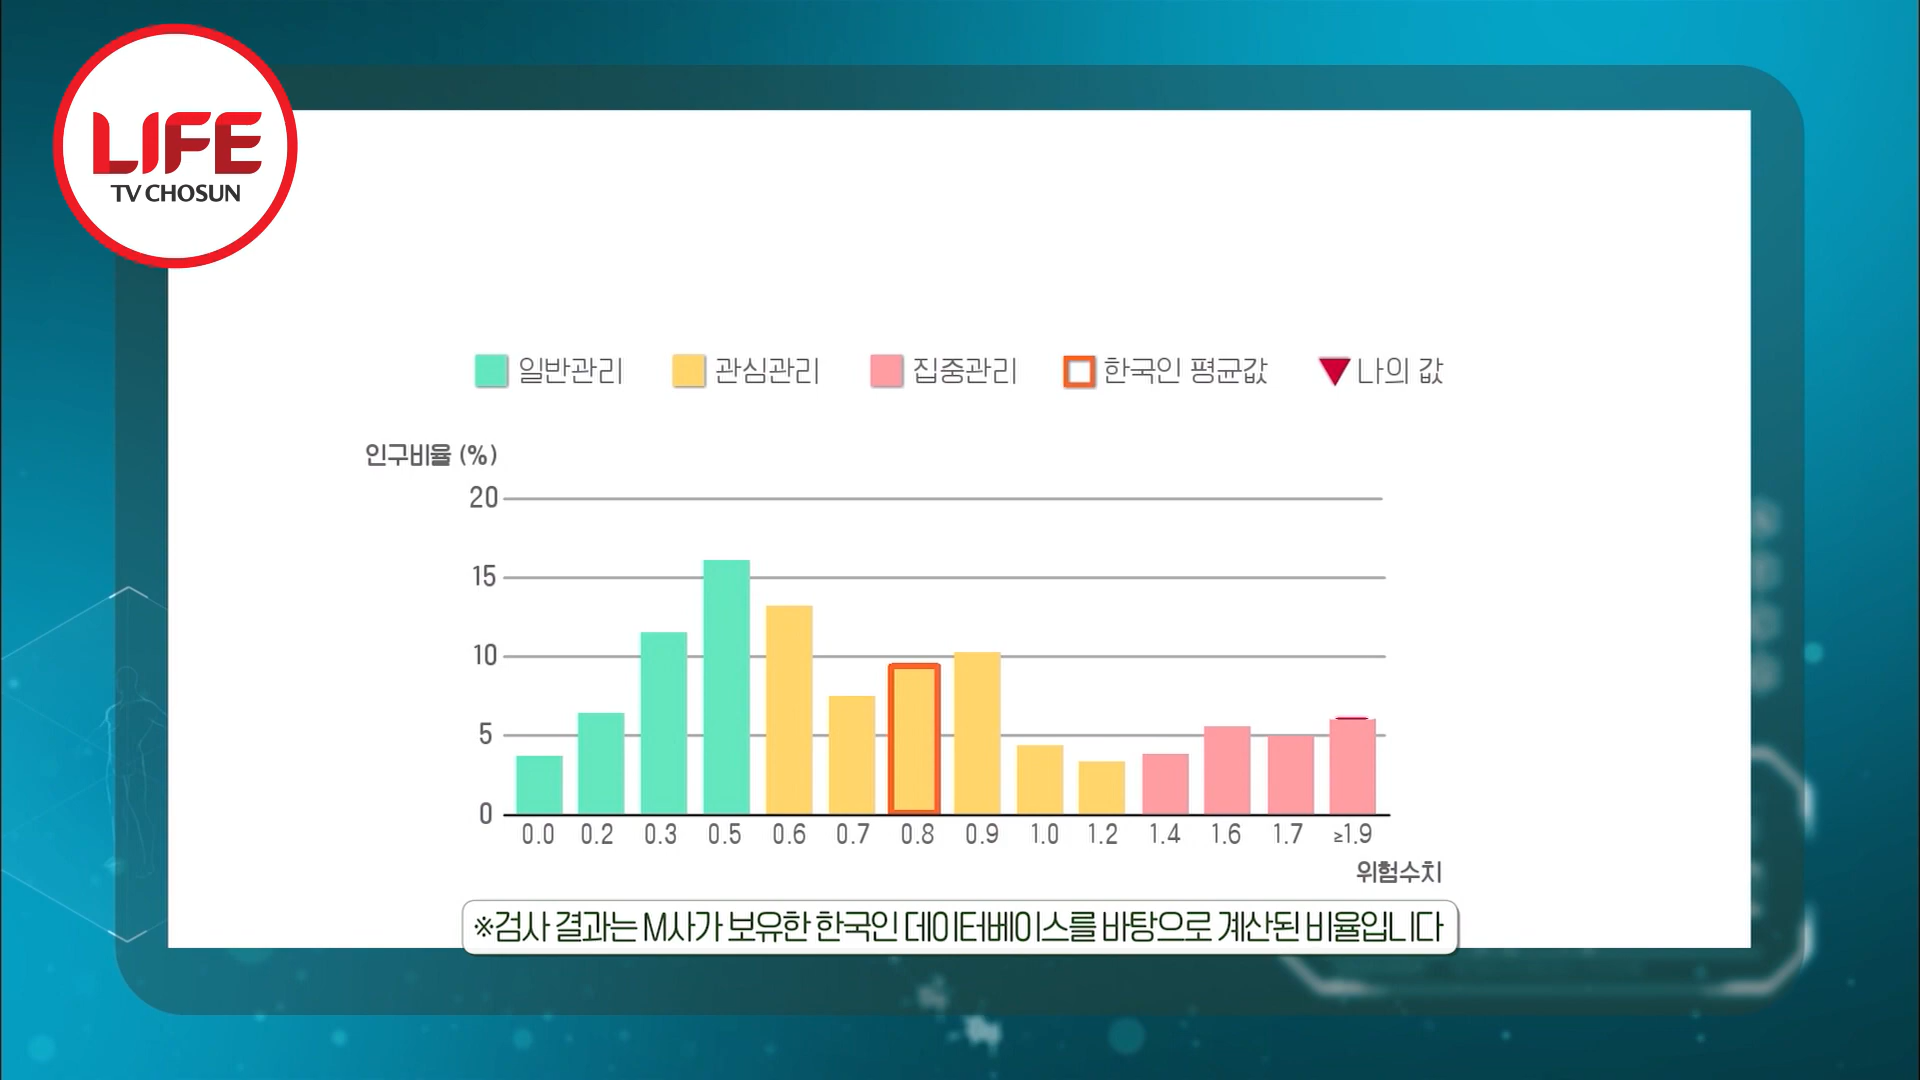 LIFE
TV CHOSUN
일반관리 관심관리 집중관리 한국인 평균값 나의 값
인구비율 (%)
20
15
10
5
0
0.0 0.2 0.3 0.5 0.6 0.7 0.8 0.9 1.0 1.2 1.4 1.6 1.7 ≥1.9
위험수치
※검사 결과는 M사가 보유한 한국인 데이터베이스를 바탕으로 계산된 비율입니다